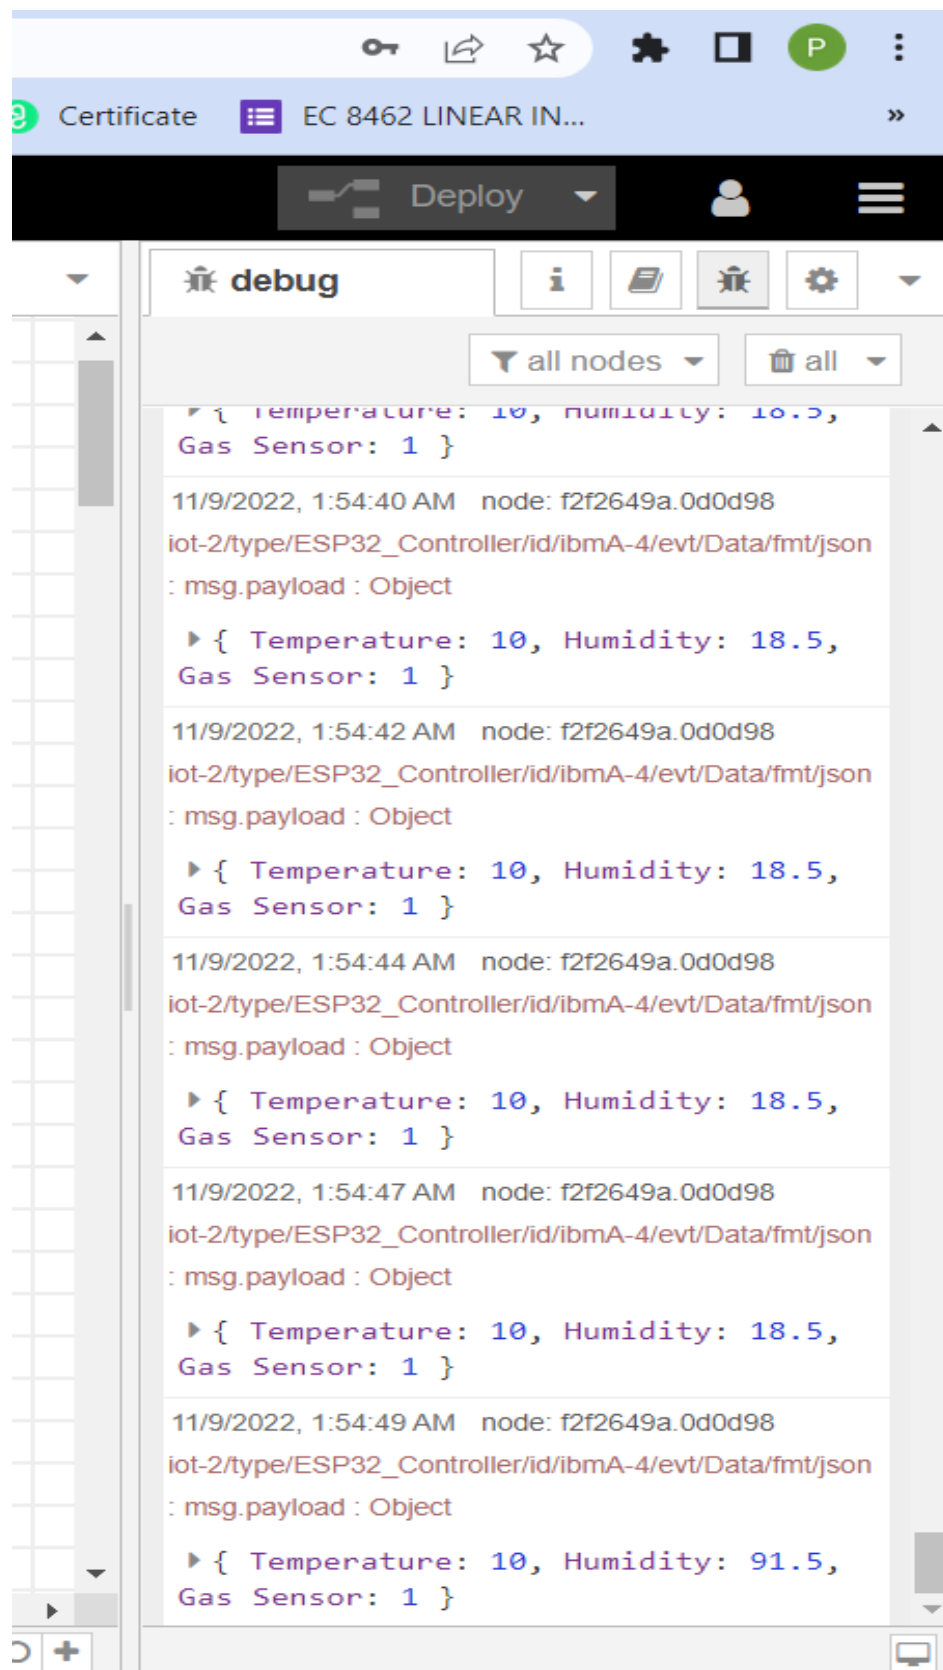 P
Certificate EC 8462 LINEAR IN... »
Deploy
debug i
all nodes all
{ Temperature: 10, Humidity: 18.5,
Gas Sensor: 1 }
11/9/2022, 1:54:40 AM node: f2f2649a.0d0d98
iot-2/type/ESP32_Controller/id/ibmA-4/evt/Data/fmt/json
: msg.payload : Object
{ Temperature: 10, Humidity: 18.5,
Gas Sensor: 1 }
11/9/2022, 1:54:42 AM node: f2f2649a.0d0d98
iot-2/type/ESP32_Controller/id/ibmA-4/evt/Data/fmt/json
: msg.payload : Object
{ Temperature: 10, Humidity: 18.5,
Gas Sensor: 1 }
11/9/2022, 1:54:44 AM node: f2f2649a.0d0d98
iot-2/type/ESP32_Controller/id/ibmA-4/evt/Data/fmt/json
: msg.payload : Object
{ Temperature: 10, Humidity: 18.5,
Gas Sensor: 1 }
11/9/2022, 1:54:47 AM node: f2f2649a.0d0d98
iot-2/type/ESP32_Controller/id/ibmA-4/evt/Data/fmt/json
: msg.payload : Object
{ Temperature: 10, Humidity: 18.5,
Gas Sensor: 1 }
11/9/2022, 1:54:49 AM node: f2f2649a.0d0d98
iot-2/type/ESP32_Controller/id/ibmA-4/evt/Data/fmt/json
: msg.payload : Object
{ Temperature: 10, Humidity: 91.5,
Gas Sensor: 1 }